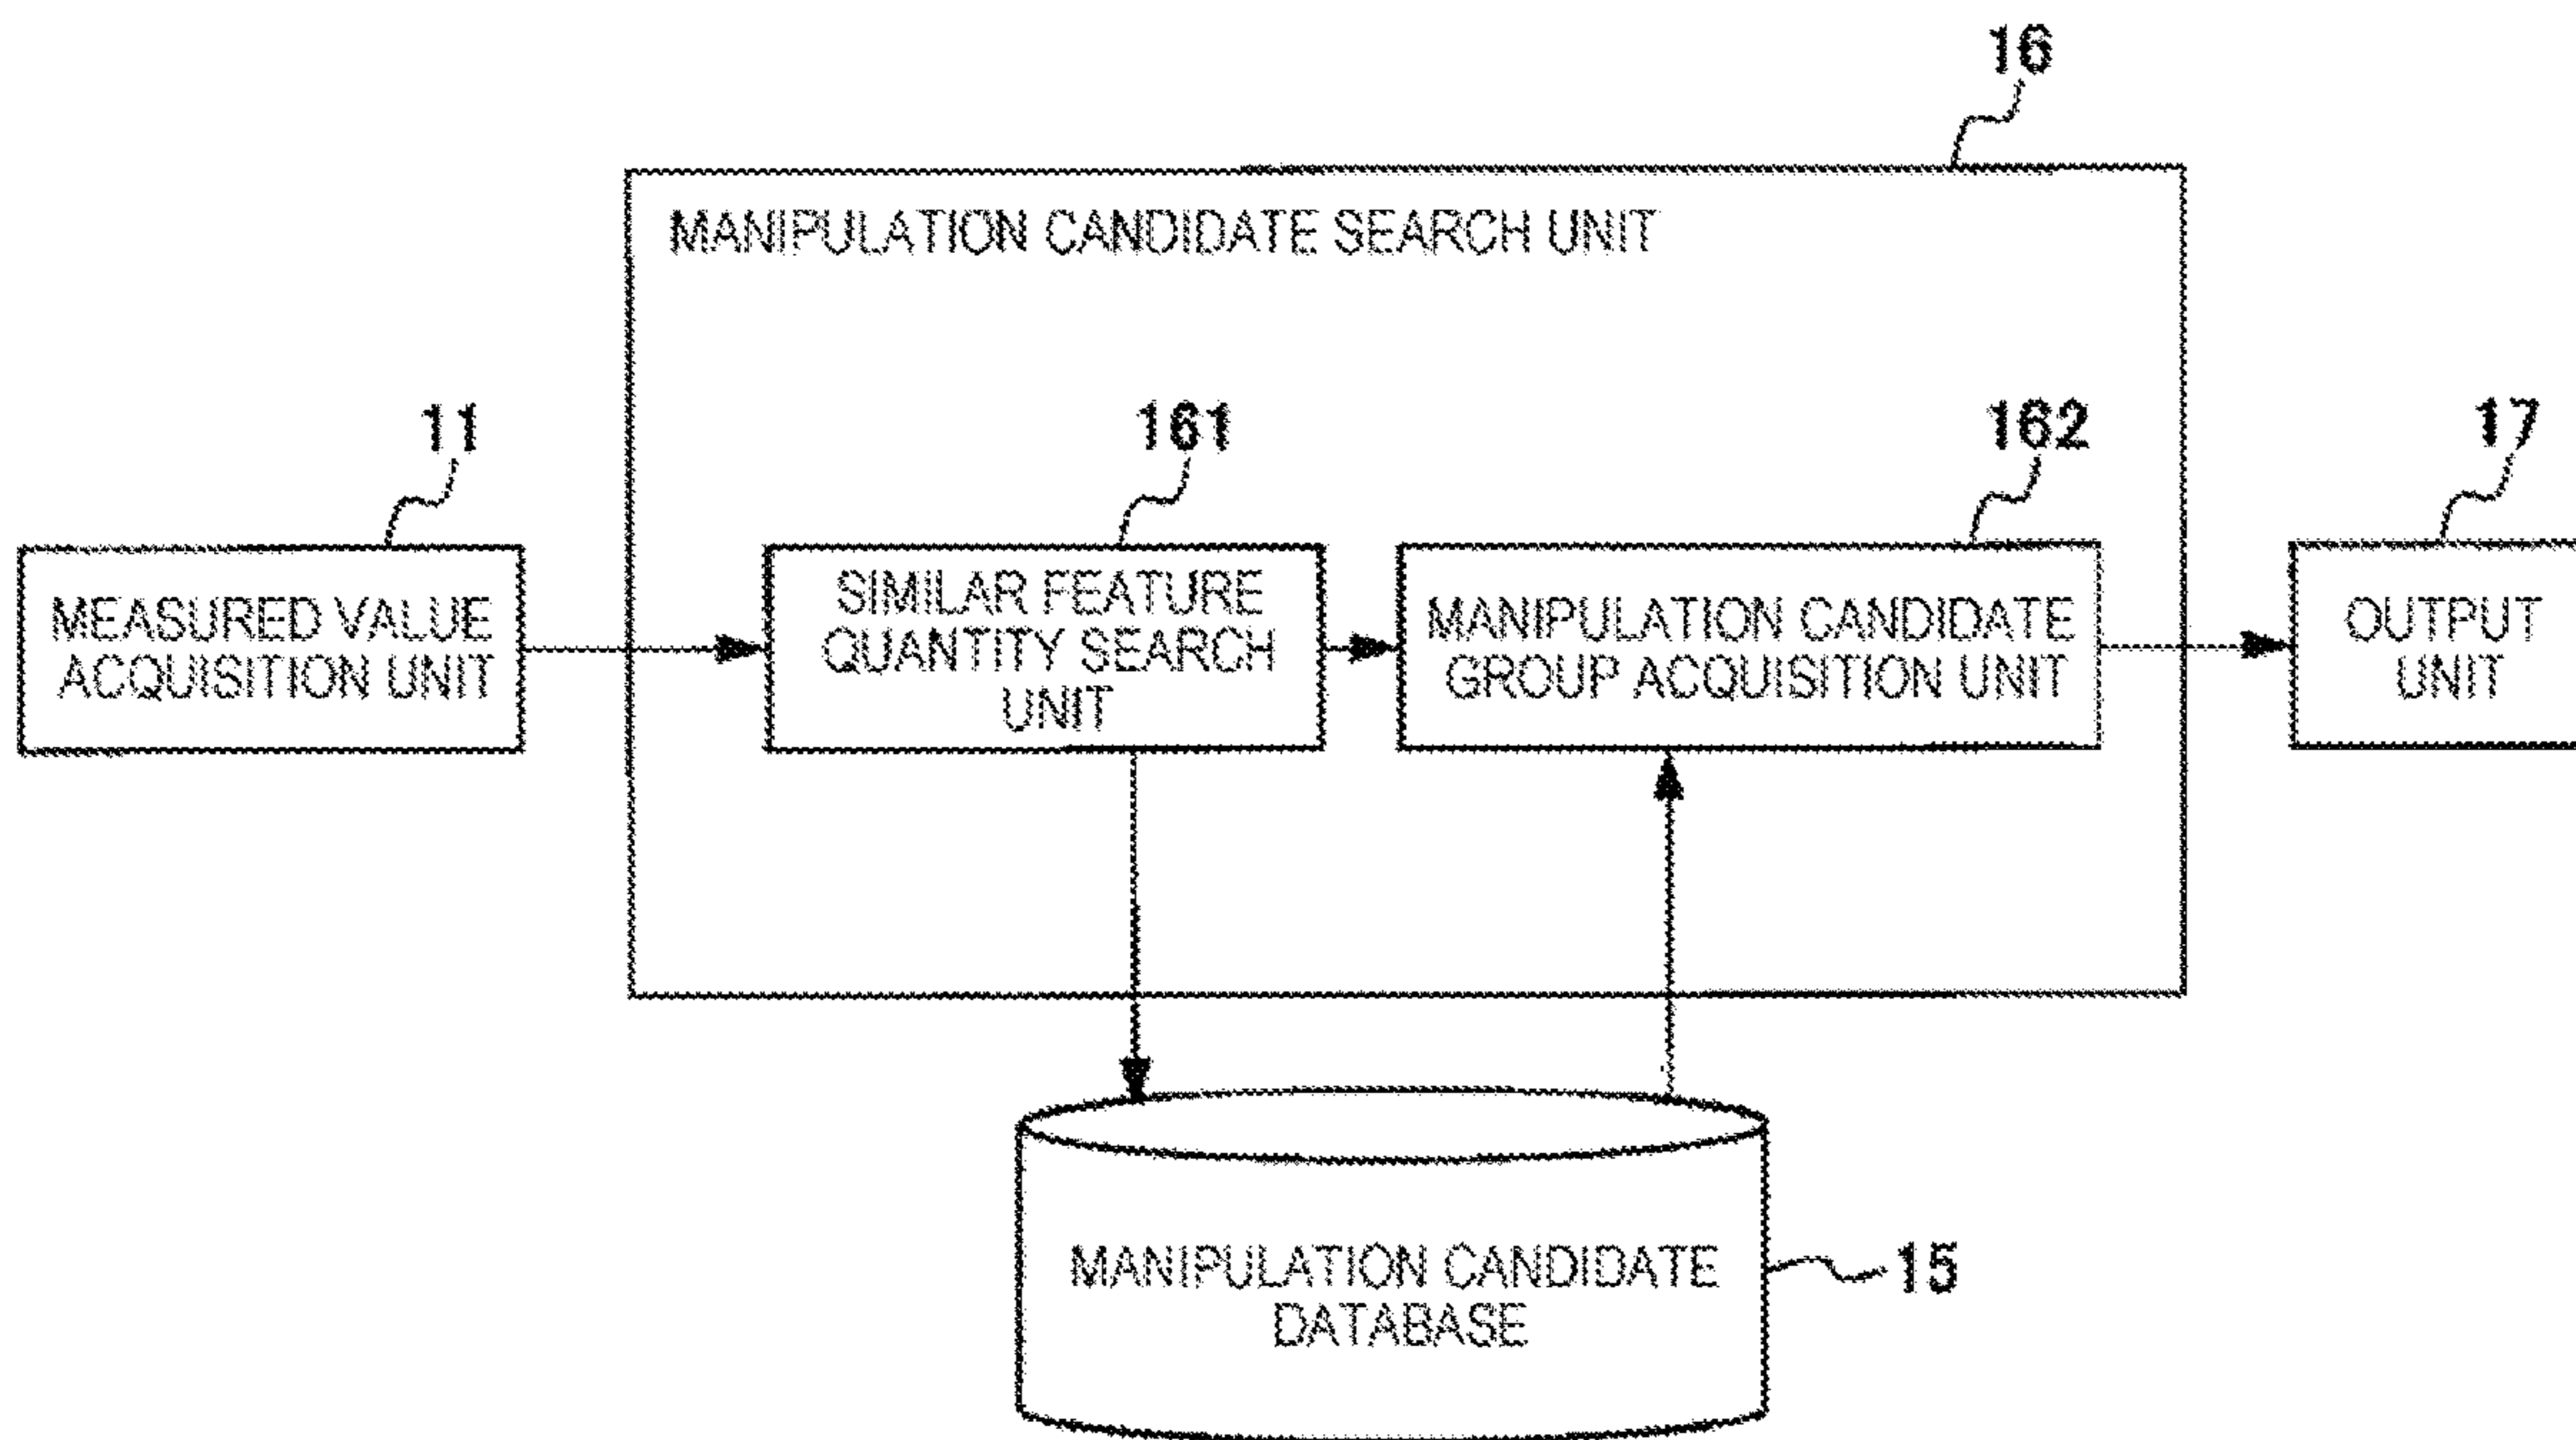 16
MANIPULATION CANDIDATE SEARCH UNIT
11
161
162
17
MEASURED VALUE
ACQUISITION UNIT
SIMILAR FEATURE
QUANTITY SEARCH
UNIT
MANIPULATION CANDIDATE
GROUP ACQUISITION UNIT
OUTPUT
UNIT
MANIPULATION CANDIDATE
DATABASE
15